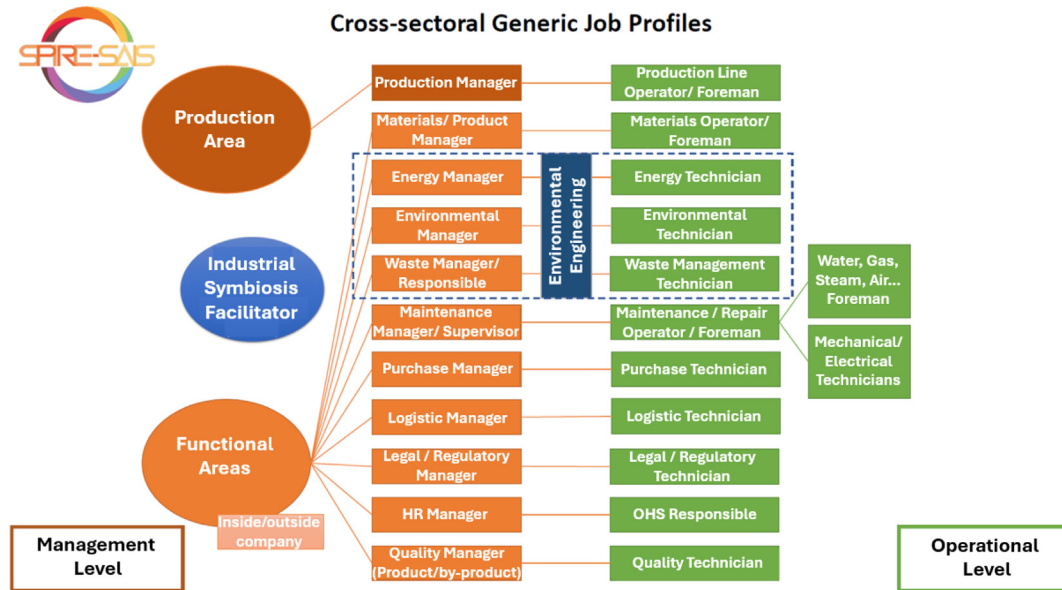 Cross-sectoral Generic Job Profiles
SPIRE-SAIS
Production
Area
Industrial
Symbiosis
Facilitator
Functional
Areas
Inside/outside
company
Management
Level
Production Manager
Production Line
Operator/ Foreman
Materials/ Product
Manager
Materials Operator/
Foreman
Energy Manager
Energy Technician
Environmental
Manager
Environmental
Technician
Waste Manager/
Responsible
Waste Management
Technician
Environmental
Engineering
Maintenance
Manager/ Supervisor
Maintenance / Repair
Operator / Foreman
Water, Gas,
Steam, Air...
Foreman
Mechanical/
Electrical
Technicians
Purchase Manager
Purchase Technician
Logistic Manager
Logistic Technician
Legal / Regulatory
Manager
Legal / Regulatory
Technician
HR Manager
OHS Responsible
Quality Manager
(Product/by-product)
Quality Technician
Operational
Level